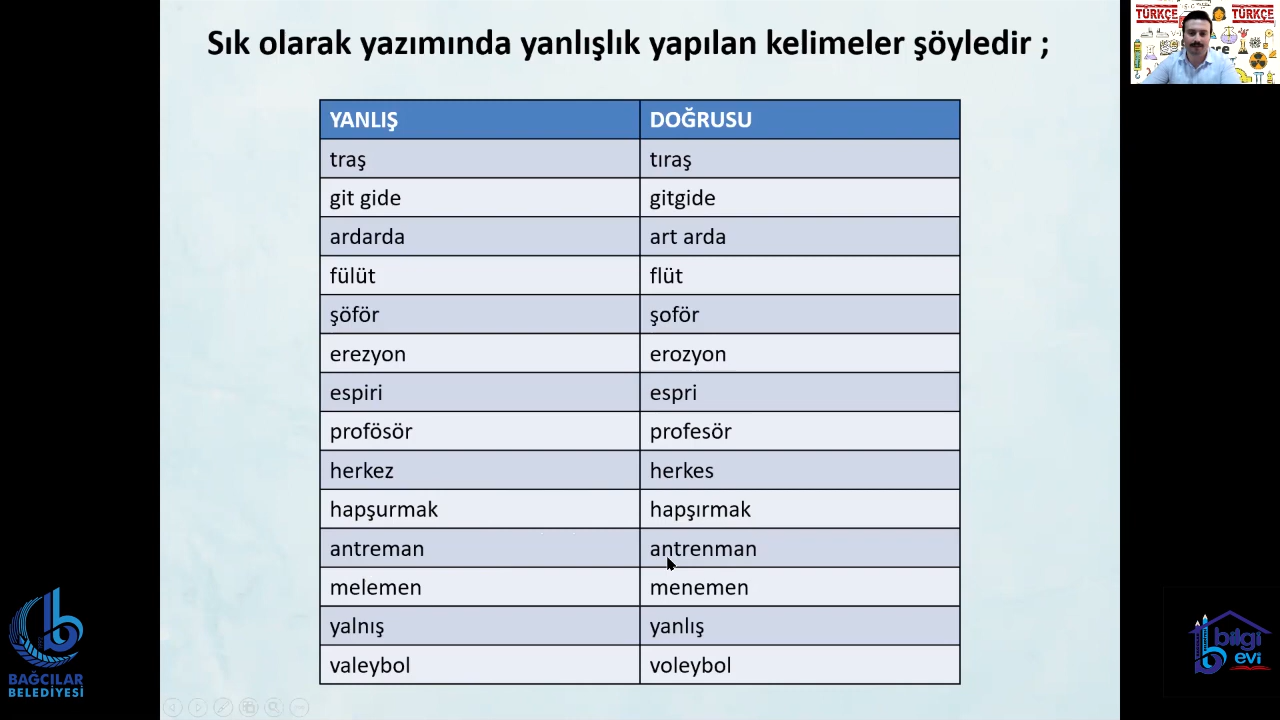 Sık olarak yazımında yanlışlık yapılan kelimeler şöyledir ;
YANLIŞ DOĞRUSU
traş tıraş
git gide gitgide
ardarda art arda
fülüt flüt
şöför şoför
erezyon erozyon
espiri espri
profösör profesör
herkez herkes
hapşurmak hapşırmak
antreman antrenman
melemen menemen
yalnış yanlış
valeybol voleybol
TÜRKÇE TÜRKÇE
BAĞCILAR
BELEDİYESİ
bilgi
evi